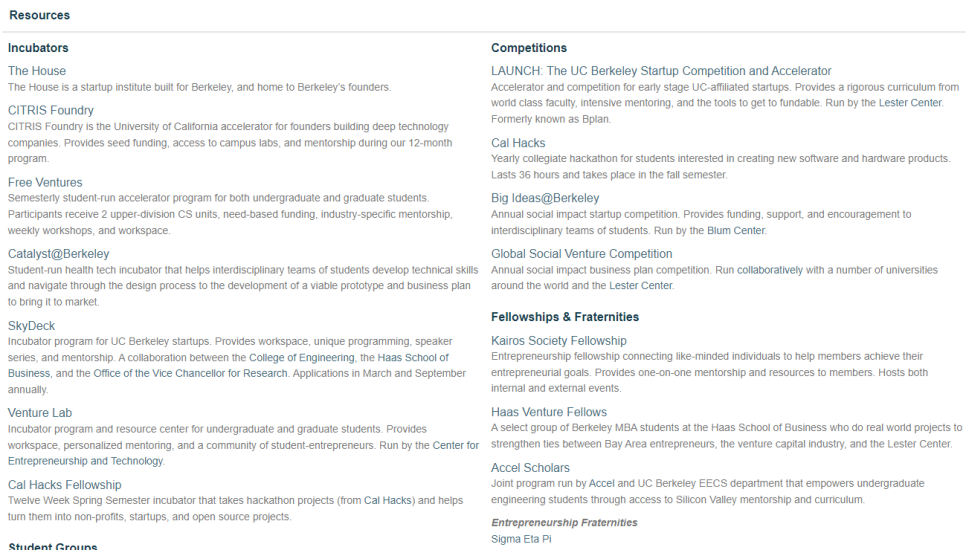 Resources
Incubators
The House
The House is a startup institute built for Berkeley, and home to Berkeley's founders.
CITRIS Foundry
CITRIS Foundry is the University of California accelerator for founders building deep technology
companies. Provides seed funding, access to campus labs, and mentorship during our 12-month
program.
Free Ventures
Semesterly student-run accelerator program for both undergraduate and graduate students.
Participants receive 2 upper-division CS units, need-based funding, industry-specific mentorship,
weekly workshops, and workspace.
Catalyst@Berkeley
Student-run health tech incubator that helps interdisciplinary teams of students develop technical skills
and navigate through the design process to the development of a viable prototype and business plan
to bring it to market.
SkyDeck
Incubator program for UC Berkeley startups. Provides workspace, unique programming, speaker
series, and mentorship. A collaboration between the College of Engineering, the Haas School of
Business, and the Office of the Vice Chancellor for Research. Applications in March and September
annually.
Venture Lab
Incubator program and resource center for undergraduate and graduate students. Provides
workspace, personalized mentoring, and a community of student-entrepreneurs. Run by the Center for
Entrepreneurship and Technology.
Cal Hacks Fellowship
Twelve Week Spring Semester incubator that takes hackathon projects (from Cal Hacks) and helps
turn them into non-profits, startups, and open source projects.
Student Groups
Competitions
LAUNCH: The UC Berkeley Startup Competition and Accelerator
Accelerator and competition for early stage UC-affiliated startups. Provides a rigorous curriculum from
world class faculty, intensive mentoring, and the tools to get to fundable. Run by the Lester Center.
Formerly known as Bplan.
Cal Hacks
Yearly collegiate hackathon for students interested in creating new software and hardware products.
Lasts 36 hours and takes place in the fall semester.
Big Ideas@Berkeley
Annual social impact startup competition. Provides funding, support, and encouragement to
interdisciplinary teams of students. Run by the Blum Center.
Global Social Venture Competition
Annual social impact business plan competition. Run collaboratively with a number of universities
around the world and the Lester Center.
Fellowships & Fraternities
Kairos Society Fellowship
Entrepreneurship fellowship connecting like-minded individuals to help members achieve their
entrepreneurial goals. Provides one-on-one mentorship and resources to members. Hosts both
internal and external events.
Haas Venture Fellows
A select group of Berkeley MBA students at the Haas School of Business who do real world projects to
strengthen ties between Bay Area entrepreneurs, the venture capital industry, and the Lester Center.
Accel Scholars
Joint program run by Accel and UC Berkeley EECS department that empowers undergraduate
engineering students through access to Silicon Valley mentorship and curriculum.
Entrepreneurship Fraternities
Sigma Eta Pi